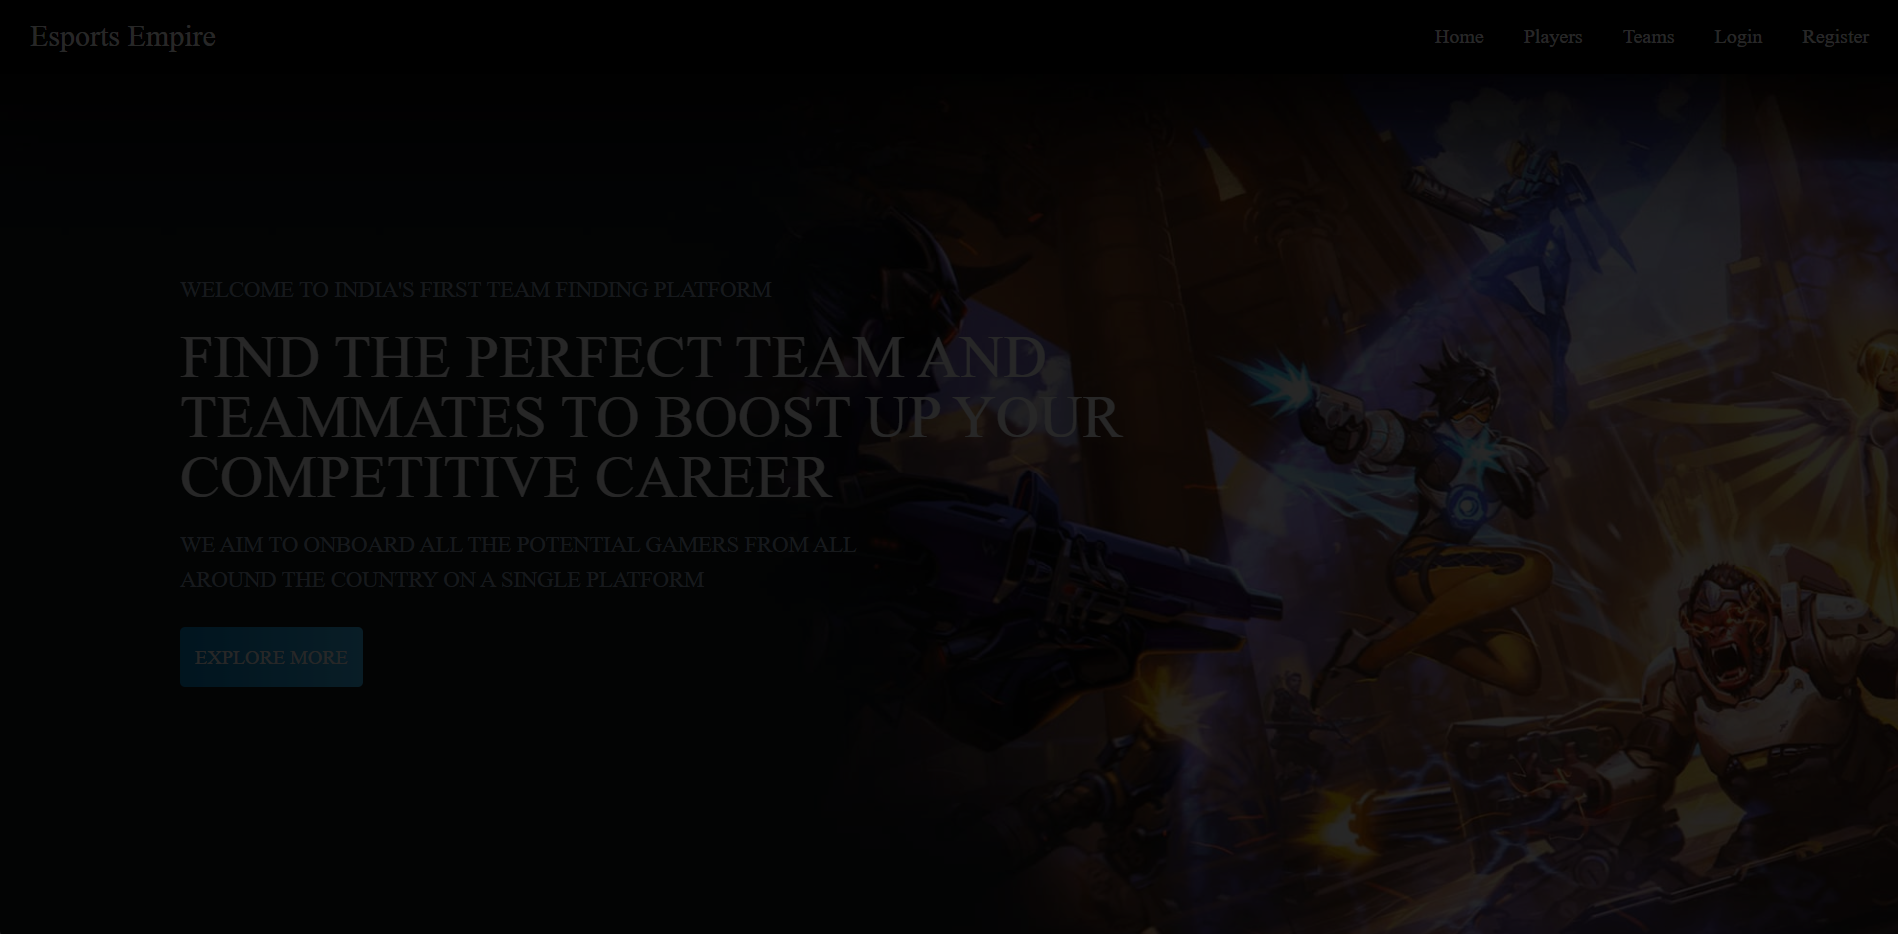 Esports Empire
Home Players Teams Login Register
WELCOME TO INDIA'S FIRST TEAM FINDING PLATFORM
FIND THE PERFECT TEAM AND
TEAMMATES TO BOOST UP YOUR
COMPETITIVE CAREER
WE AIM TO ONBOARD ALL THE POTENTIAL GAMERS FROM ALL
AROUND THE COUNTRY ON A SINGLE PLATFORM
EXPLORE MORE